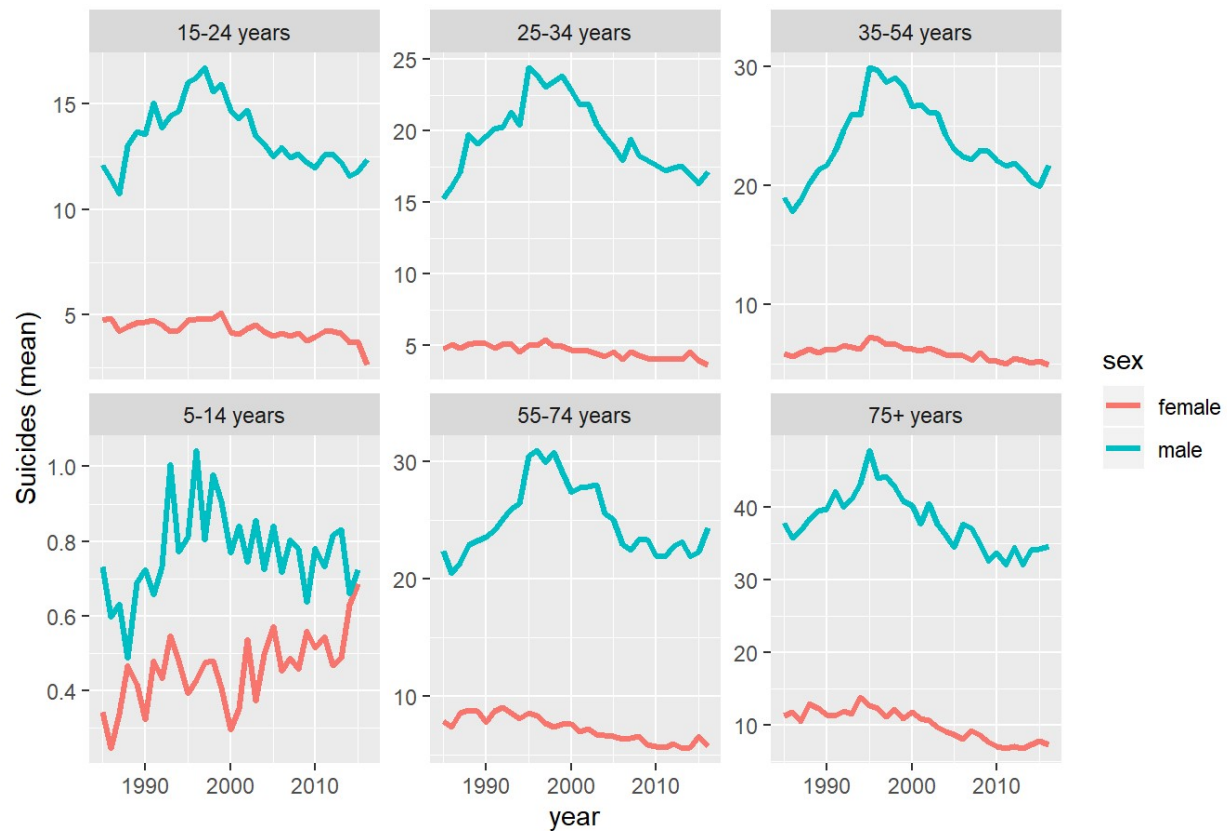 15-24 years
25-34 years
35-54 years
15
10
5
25
20
15
10
5
30
20
10
5-14 years
55-74 years
75+ years
1.0
0.8
0.6
0.4
30
20
10
40
30
20
10
1990 2000 2010
1990 2000 2010
1990 2000 2010
Suicides (mean)
year
sex
female
male